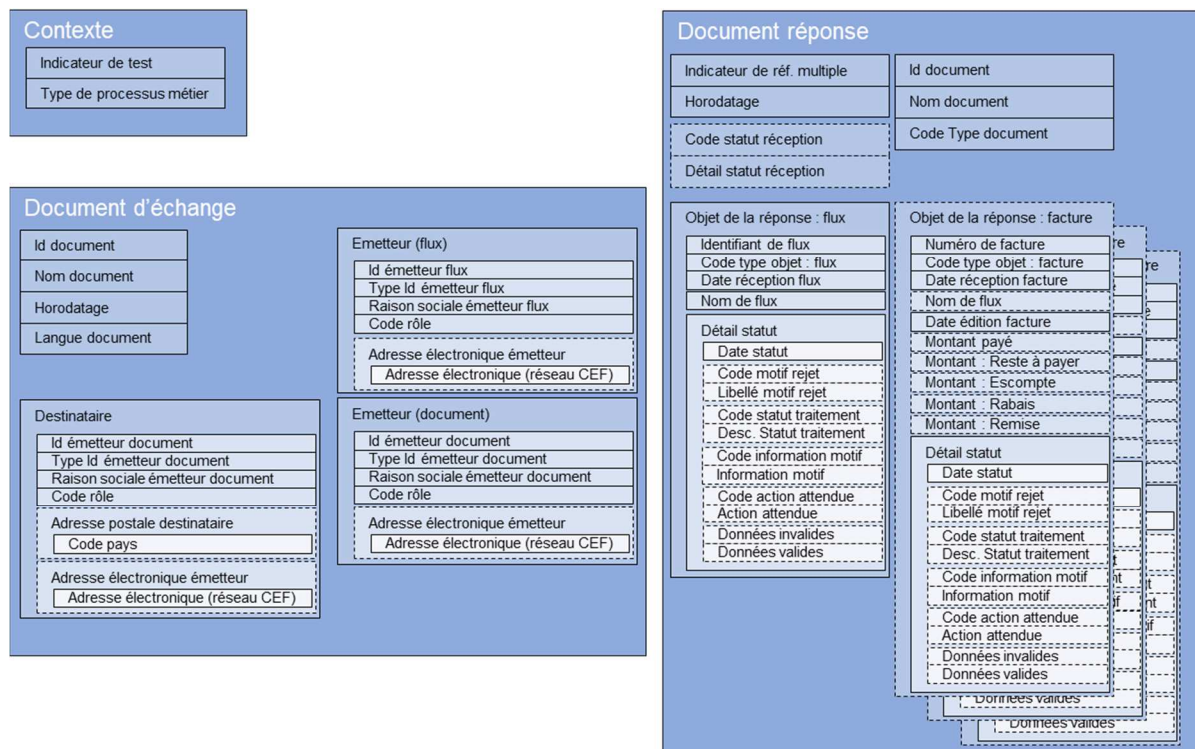 Contexte
Indicateur de test
Type de processus métier
Document d'échange
Id document
Nom document
Horodatage
Langue document
Emetteur (flux)
Id émetteur flux
Type Id émetteur flux
Raison sociale émetteur flux
Code rôle
Adresse électronique émetteur
Adresse électronique (réseau CEF)
Destinataire
Id émetteur document
Type Id émetteur document
Raison sociale émetteur document
Code rôle
Adresse postale destinataire
Code pays
Adresse électronique émetteur
Adresse électronique (réseau CEF)
Emetteur (document)
Id émetteur document
Type Id émetteur document
Raison sociale émetteur document
Code rôle
Adresse électronique émetteur
Adresse électronique (réseau CEF)
Document réponse
Indicateur de réf. multiple
Horodatage
Code statut réception
Détail statut réception
Id document
Nom document
Code Type document
Objet de la réponse : flux
Identifiant de flux
Code type objet : flux
Date réception flux
Nom de flux
Détail statut
Date statut
Code motif rejet
Libellé motif rejet
Code statut traitement
Desc. Statut traitement
Code information motif
Information motif
Code action attendue
Action attendue
Données invalides
Données valides
Objet de la réponse : facture
Numéro de facture
Code type objet : facture
Date réception facture
Nom de flux
Date édition facture
Montant payé
Montant : Reste à payer
Montant : Escompte
Montant : Rabais
Montant : Remise
Détail statut
Date statut
Code motif rejet
Libellé motif rejet
Code statut traitement
Desc. Statut traitement
Code information motif
Information motif
Code action attendue
Action attendue
Données invalides
Données valides
Données valides
Données valides